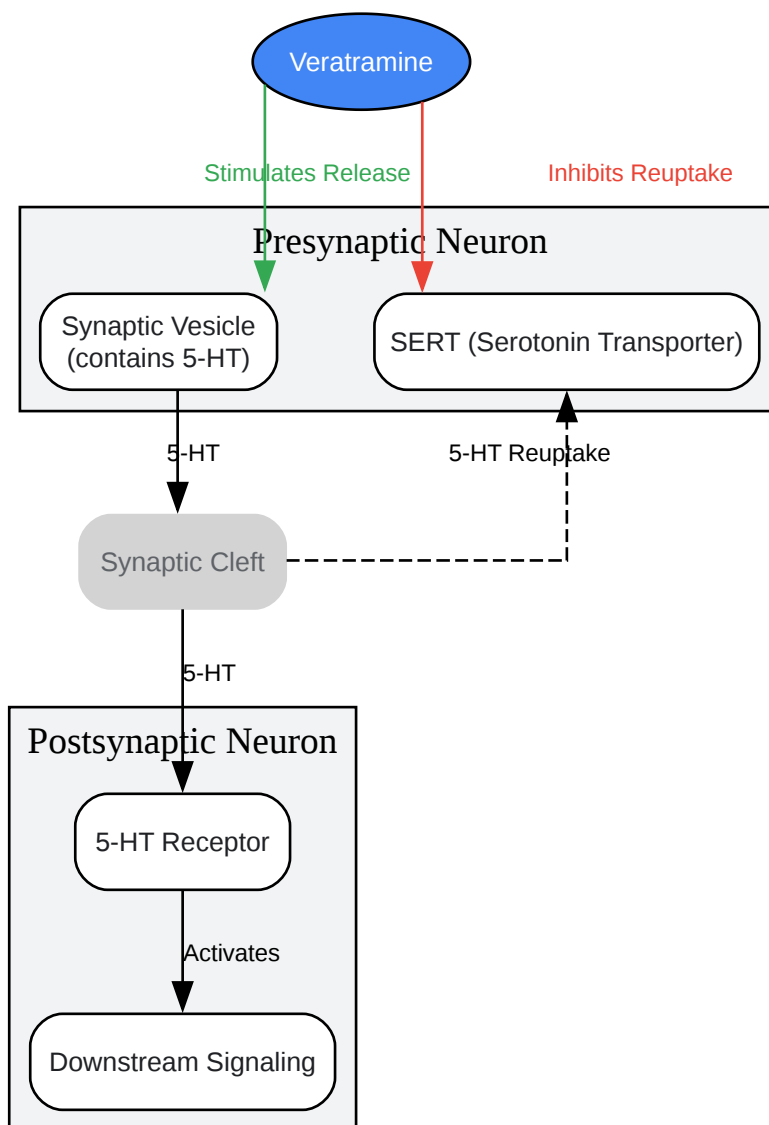 Veratramine
Stimulates Release
Inhibits Reuptake
Presynaptic Neuron
Synaptic Vesicle
(contains 5-HT)
SERT (Serotonin Transporter)
5-HT
5-HT Reuptake
Synaptic Cleft
5-HT
Postsynaptic Neuron
5-HT Receptor
Activates
Downstream Signaling